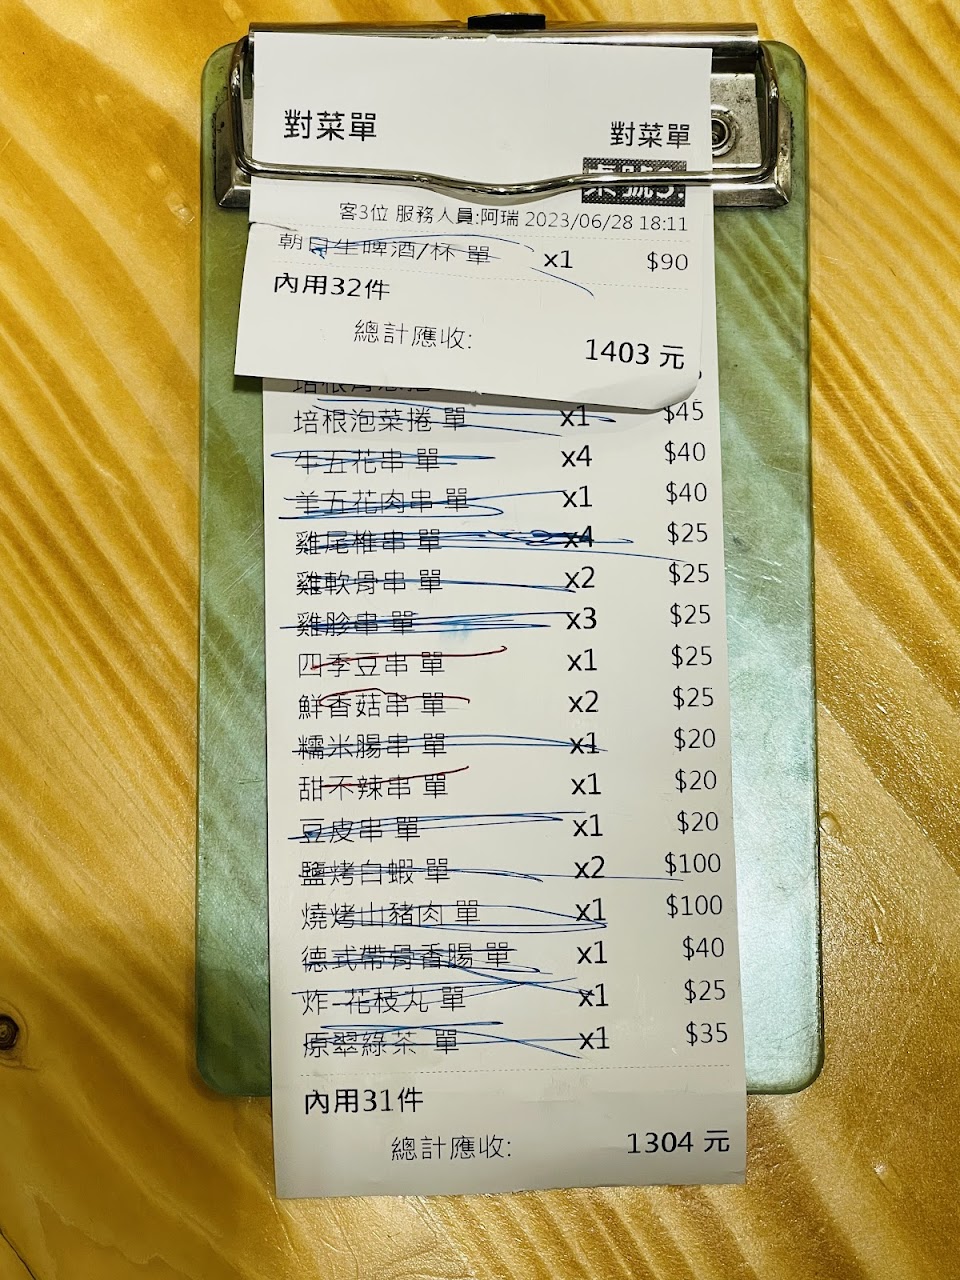 對菜單
對菜單
桌號3.
客3位 服務人員:阿瑞 2023/06/28 18:11
朝日生啤酒/杯 單 x1 $90
內用32件
總計應收: 1403 元
培根泡菜捲 單 x1 $45
牛五花串 單 x4 $40
羊五花肉串 單 x1 $40
雞尾椎串 單 x4 $25
雞軟骨串 單 x2 $25
雞胗串 單 x3 $25
四季豆串 單 x1 $25
鮮香菇串 單 x2 $25
糯米腸串 單 x1 $20
甜不辣串 單 x1 $20
豆皮串 單 x1 $20
鹽烤白蝦 單 x2 $100
燒烤山豬肉 單 x1 $100
德式帶骨香腸 單 x1 $40
炸-花枝丸 單 x1 $25
原翠綠茶 單 x1 $35
內用31件
總計應收: 1304 元